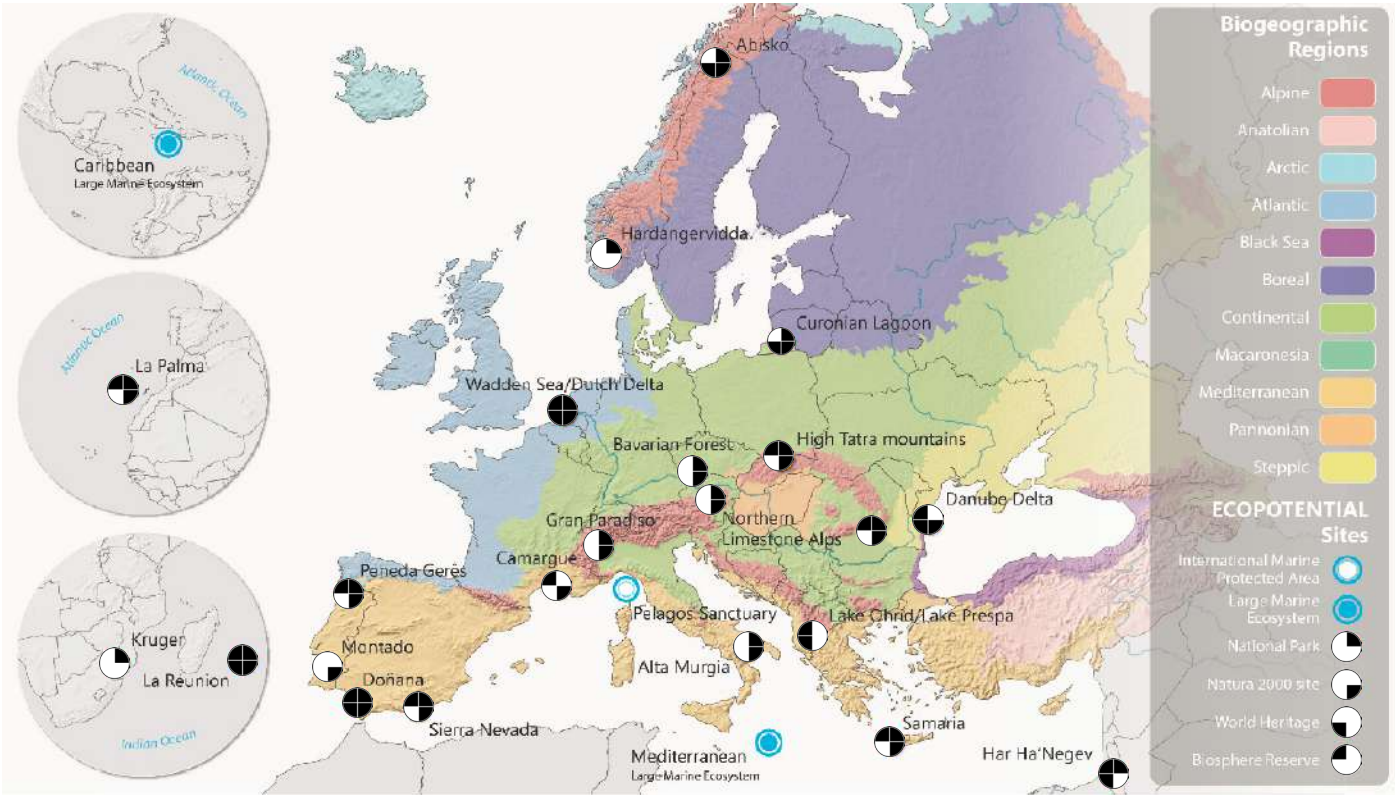 Atlantic Ocean
Caribbean
Large Marine Ecosystem
Atlantic Ocean
La Palma
Kruger
La Réunion
Indian Ocean
Abisko
Hardangervidda
Curonian Lagoon
Wadden Sea/Dutch Delta
Bavarian Forest
High Tatra mountains
Danube Delta
Northern
Limestone Alps
Gran Paradiso
Camargue
Peneda Gerês
Pelagos Sanctuary
Lake Ohrid/Lake Prespa
Montado
Alta Murgia
Doñana
Sierra Nevada
Samaria
Mediterranean
Large Marine Ecosystem
Har Ha'Negev
Biogeographic
Regions
Alpine
Anatolian
Arctic
Atlantic
Black Sea
Boreal
Continental
Macaronesia
Mediterranean
Pannonian
Steppic
ECOPOTENTIAL
Sites
International Marine
Protected Area
Large Marine
Ecosystem
National Park
Natura 2000 site
World Heritage
Biosphere Reserve